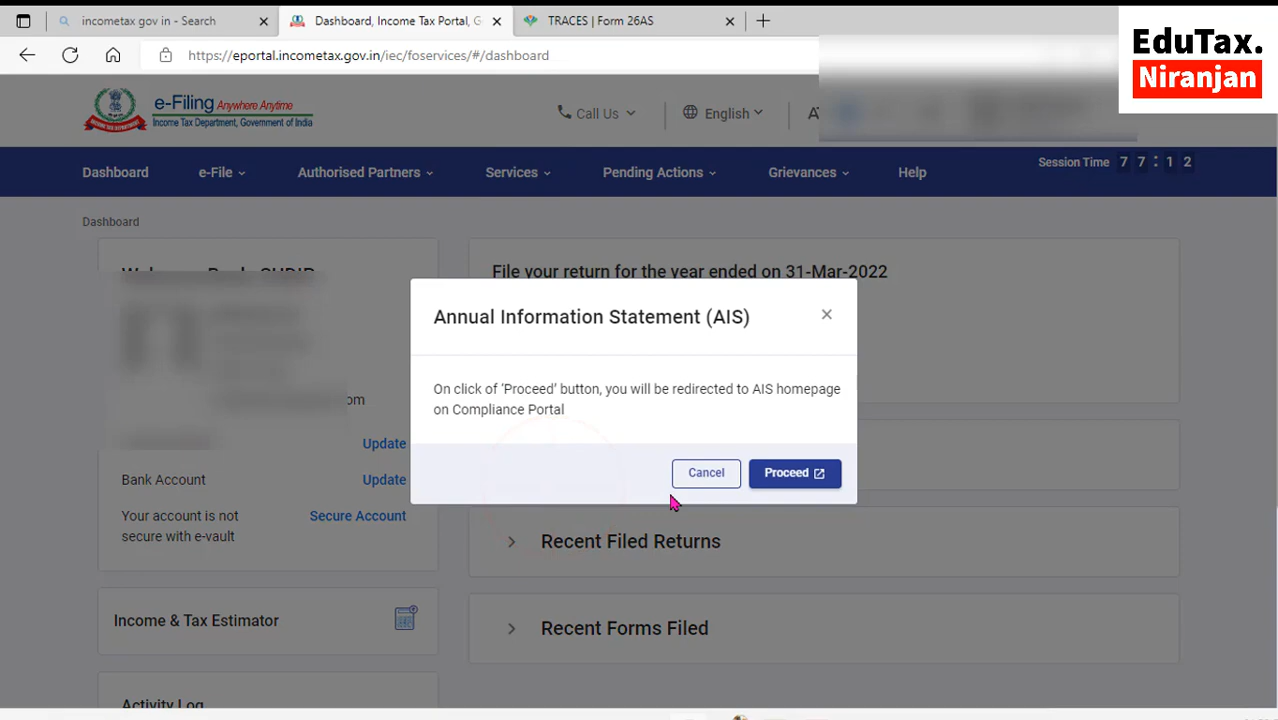 incometax gov in - Search
Dashboard, Income Tax Portal, G
TRACES | Form 26AS
https://eportal.incometax.gov.in/iec/foservices/#/dashboard
EduTax.
Niranjan
e-Filing Anywhere Anytime
Income Tax Department, Government of India
Call Us
English
Dashboard
e-File
Authorised Partners
Services
Pending Actions
Grievances
Help
Session Time 7 7 : 1 2
Dashboard
File your return for the year ended on 31-Mar-2022
Annual Information Statement (AIS)
On click of 'Proceed' button, you will be redirected to AIS homepage
on Compliance Portal
Cancel
Proceed
om
Update
Bank Account
Update
Your account is not
secure with e-vault
Secure Account
Recent Filed Returns
Income & Tax Estimator
Recent Forms Filed
Activity Log